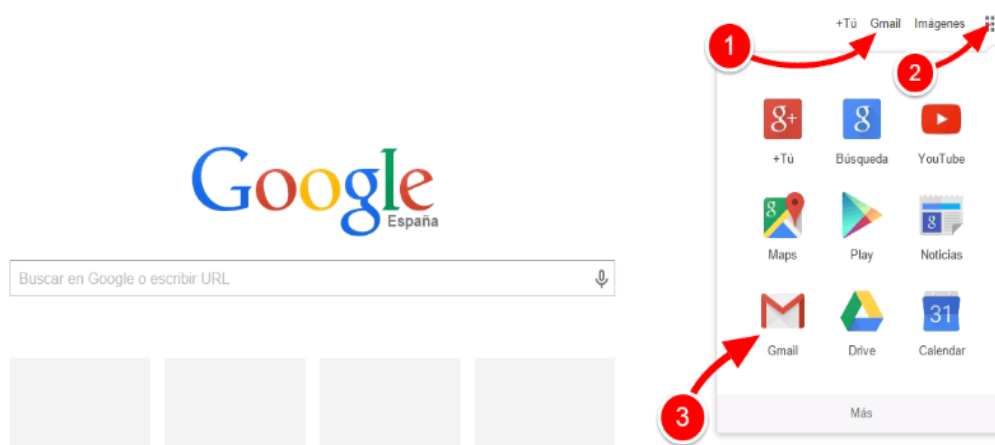 +Tú Gmail Imágenes
1
2
g+
g
+Tú Búsqueda YouTube
Google
España
g
g
Maps Play Noticias
Buscar en Google o escribir URL
31
Gmail Drive Calendar
3
Más